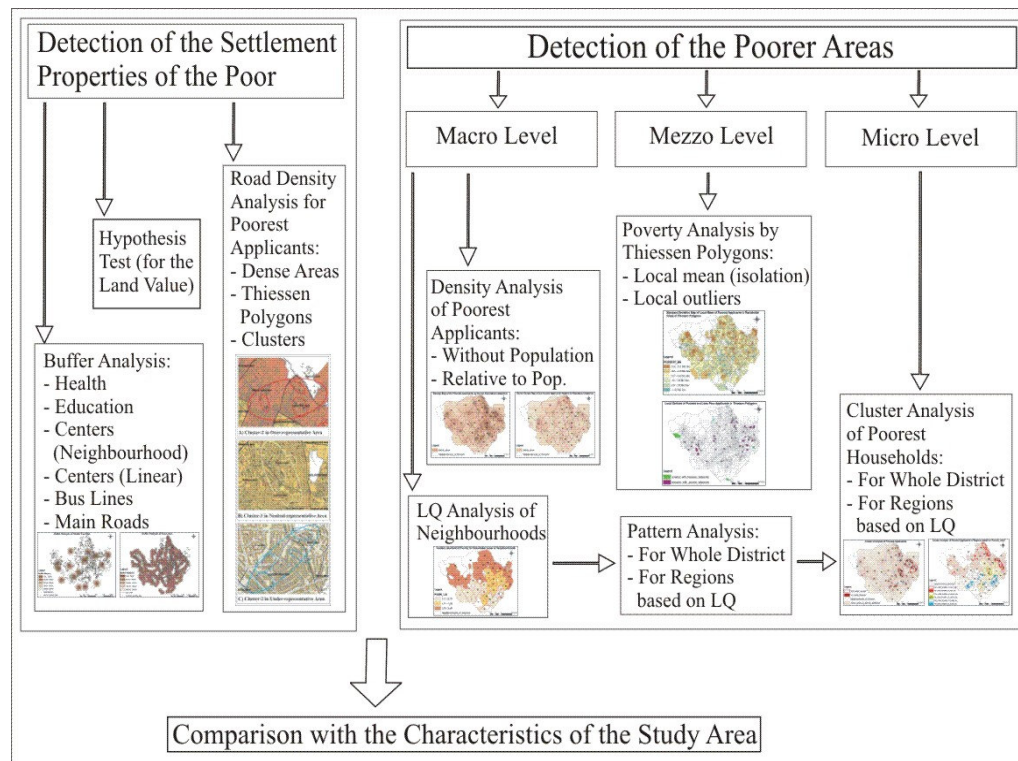 Detection of the Settlement
Properties of the Poor
Hypothesis
Test (for the
Land Value)
Buffer Analysis:
- Health
- Education
- Centers
(Neighbourhood)
- Centers (Linear)
- Bus Lines
- Main Roads
Road Density
Analysis for
Poorest
Applicants:
- Dense Areas
- Thiessen
Polygons
- Clusters
Detection of the Poorer Areas
Macro Level
Density Analysis
of Poorest
Applicants:
- Without Population
- Relative to Pop.
LQ Analysis of
Neighbourhoods
Mezzo Level
Poverty Analysis by
Thiessen Polygons:
- Local mean (isolation)
- Local outliers
Pattern Analysis:
- For Whole District
- For Regions
based on LQ
Micro Level
Cluster Analysis
of Poorest
Households:
- For Whole District
- For Regions
based on LQ
Comparison with the Characteristics of the Study Area